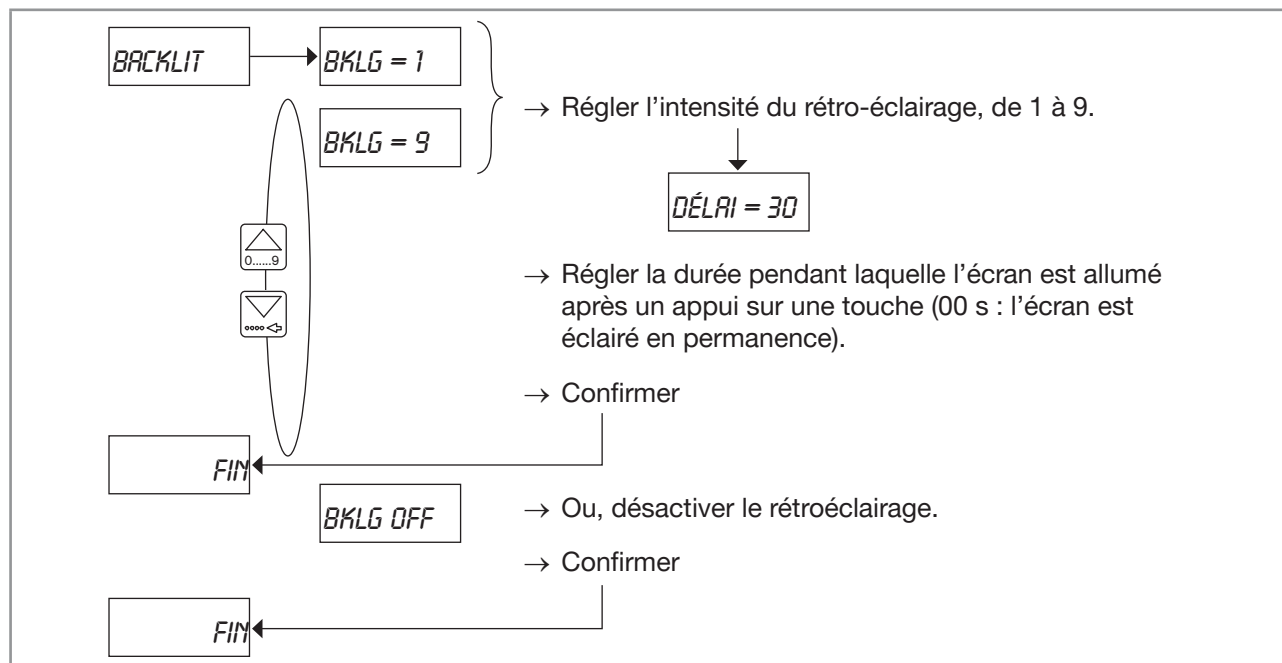 BACKLIT
BKLG = 1
BKLG = 9
→ Régler l’intensité du rétro-éclairage, de 1 à 9.
DÉLAI = 30
0......9
→ Régler la durée pendant laquelle l’écran est allumé
après un appui sur une touche (00 s : l’écran est
éclairé en permanence).
→ Confirmer
FIN
BKLG OFF
→ Ou, désactiver le rétroéclairage.
→ Confirmer
FIN